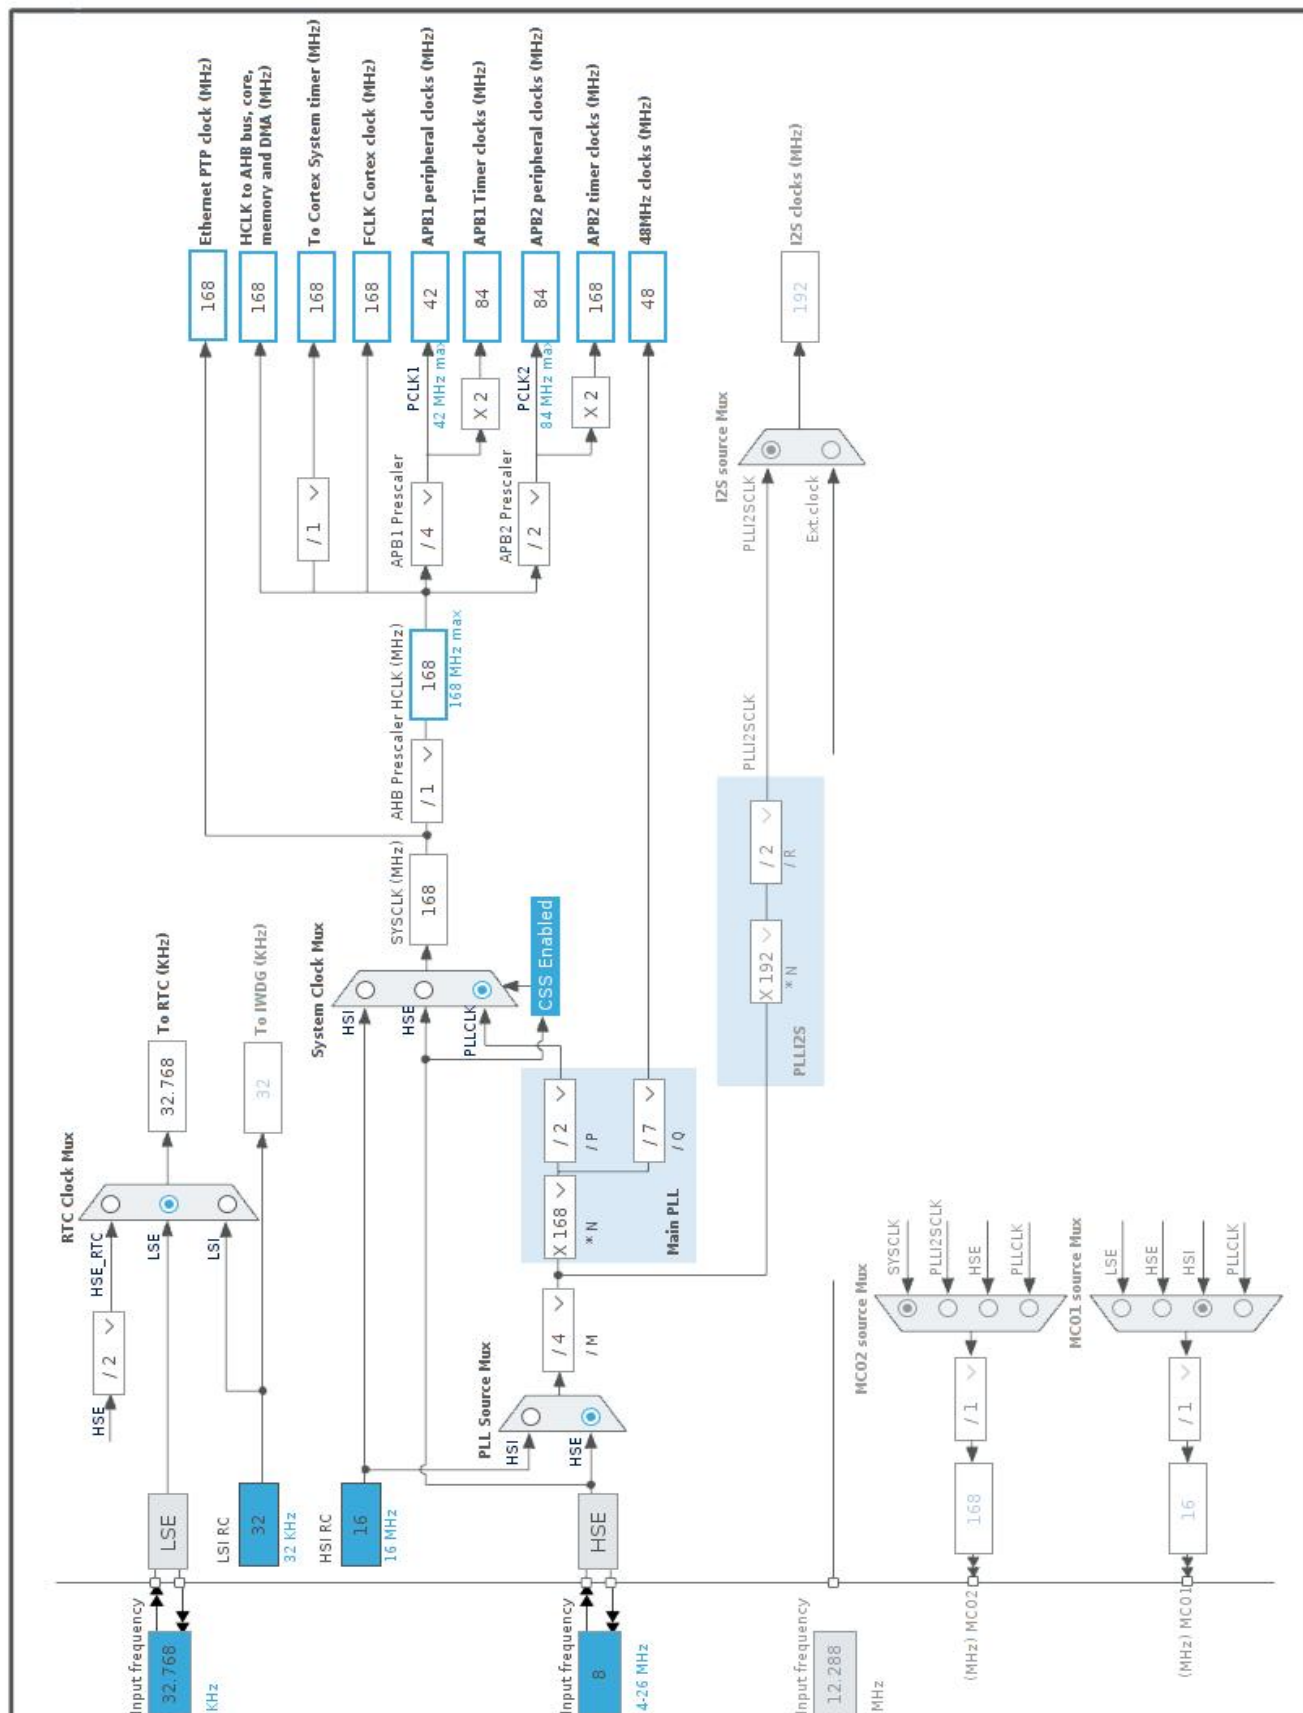 Input frequency
32.768
KHz
LSE
LSI RC
32
32 KHz
HSI RC
16
16 MHz
Input frequency
8
4-26 MHz
HSE
Input frequency
12.288
MHz
RTC Clock Mux
HSE
/ 2
HSE_RTC
LSE
LSI
32.768
To RTC (KHz)
32
To IWDG (KHz)
PLL Source Mux
HSI
HSE
/ 4
/ M
X 168
* N
/ 2
/ P
/ 7
/ Q
Main PLL
System Clock Mux
HSI
HSE
PLLCLK
CSS Enabled
SYSCLK (MHz)
168
AHB Prescaler
/ 1
HCLK (MHz)
168
168 MHz max
/ 1
APB1 Prescaler
/ 4
PCLK1
42 MHz max
X 2
APB2 Prescaler
/ 2
PCLK2
84 MHz max
X 2
168
Ethernet PTP clock (MHz)
168
HCLK to AHB bus, core,
memory and DMA (MHz)
168
To Cortex System timer (MHz)
168
FCLK Cortex clock (MHz)
42
APB1 peripheral clocks (MHz)
84
APB1 Timer clocks (MHz)
84
APB2 peripheral clocks (MHz)
168
APB2 timer clocks (MHz)
48
48MHz clocks (MHz)
PLLI2S
X 192
* N
/ 2
/ R
PLLI2SCLK
PLLI2SCLK
Ext.clock
I2S source Mux
192
I2S clocks (MHz)
MCO2 source Mux
SYSCLK
PLLI2SCLK
HSE
PLLCLK
/ 1
168
(MHz) MCO2
MCO1 source Mux
LSE
HSE
HSI
PLLCLK
/ 1
16
(MHz) MCO1